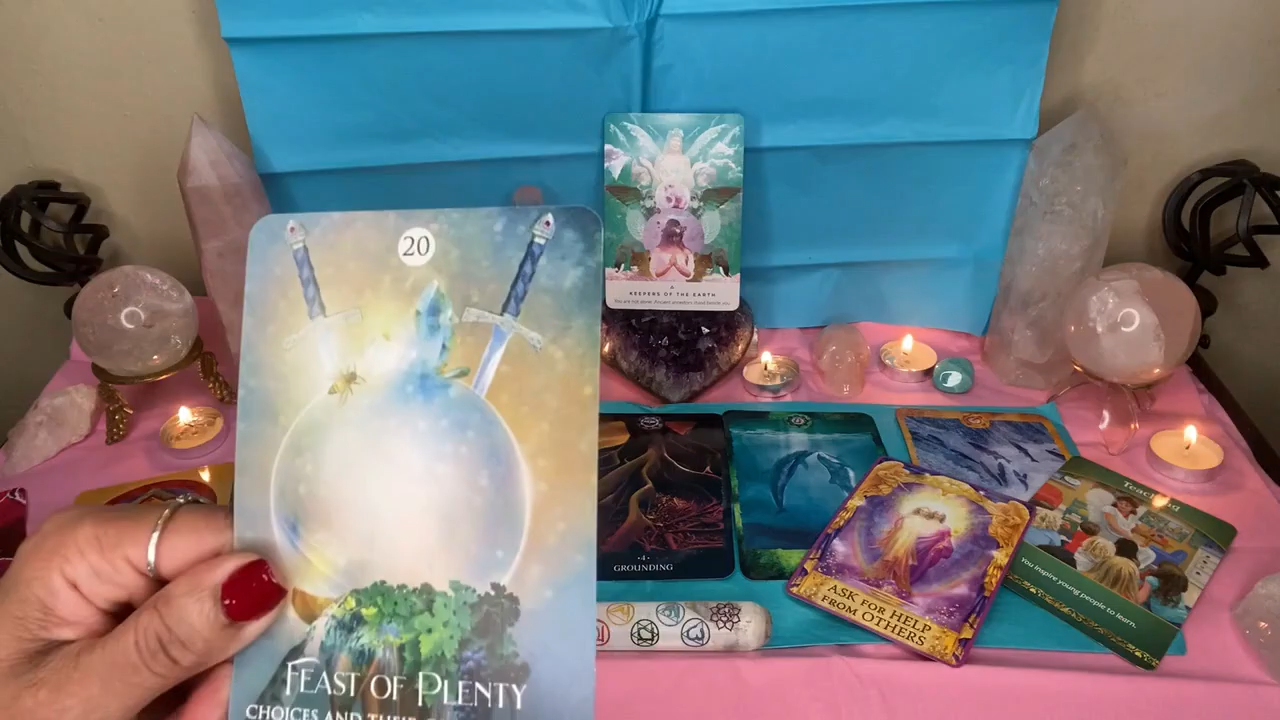 20
FEAST OF PLENTY
CHOICES AND THEIR
KEEPERS OF THE EARTH
You are not alone. Ancient ancestors stand beside you.
·4·
GROUNDING
ASK FOR HELP
FROM OTHERS
You inspire young people to learn.